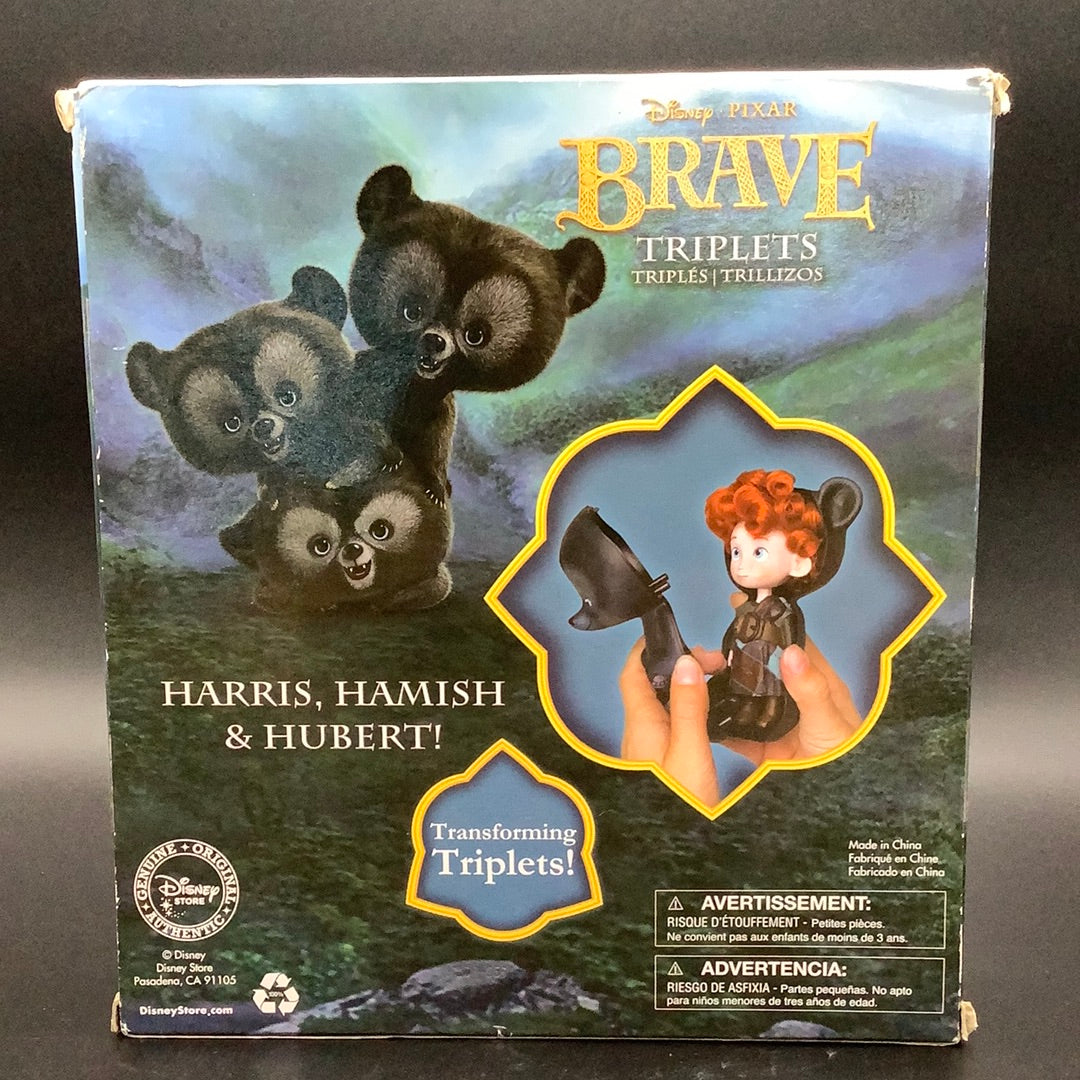 Disney · PIXAR
BRAVE
TRIPLETS
TRIPLÉS | TRILLIZOS
HARRIS, HAMISH
& HUBERT!
Transforming
Triplets!
GENUINE ORIGINAL
Disney
STORE
AUTHENTIC
© Disney
Disney Store
Pasadena, CA 91105
DisneyStore.com
100%
Made in China
Fabriqué en Chine
Fabricado en China
⚠ AVERTISSEMENT:
RISQUE D'ÉTOUFFEMENT - Petites pièces.
Ne convient pas aux enfants de moins de 3 ans.
⚠ ADVERTENCIA:
RIESGO DE ASFIXIA - Partes pequeñas. No apto
para niños menores de tres años de edad.